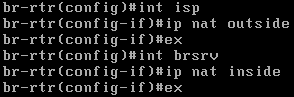 br-rtr(config)#int isp
br-rtr(config-if)#ip nat outside
br-rtr(config-if)#ex
br-rtr(config)#int brsrv
br-rtr(config-if)#ip nat inside
br-rtr(config-if)#ex